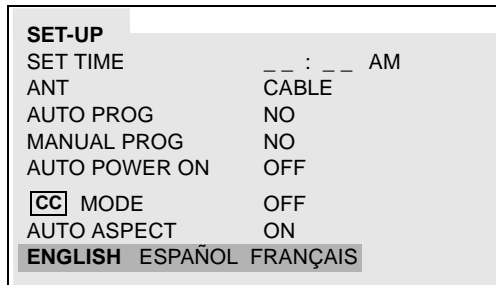 SET-UP
SET TIME _ _ : _ _ AM
ANT CABLE
AUTO PROG NO
MANUAL PROG NO
AUTO POWER ON OFF
CC MODE OFF
AUTO ASPECT ON
ENGLISH ESPAÑOL FRANÇAIS